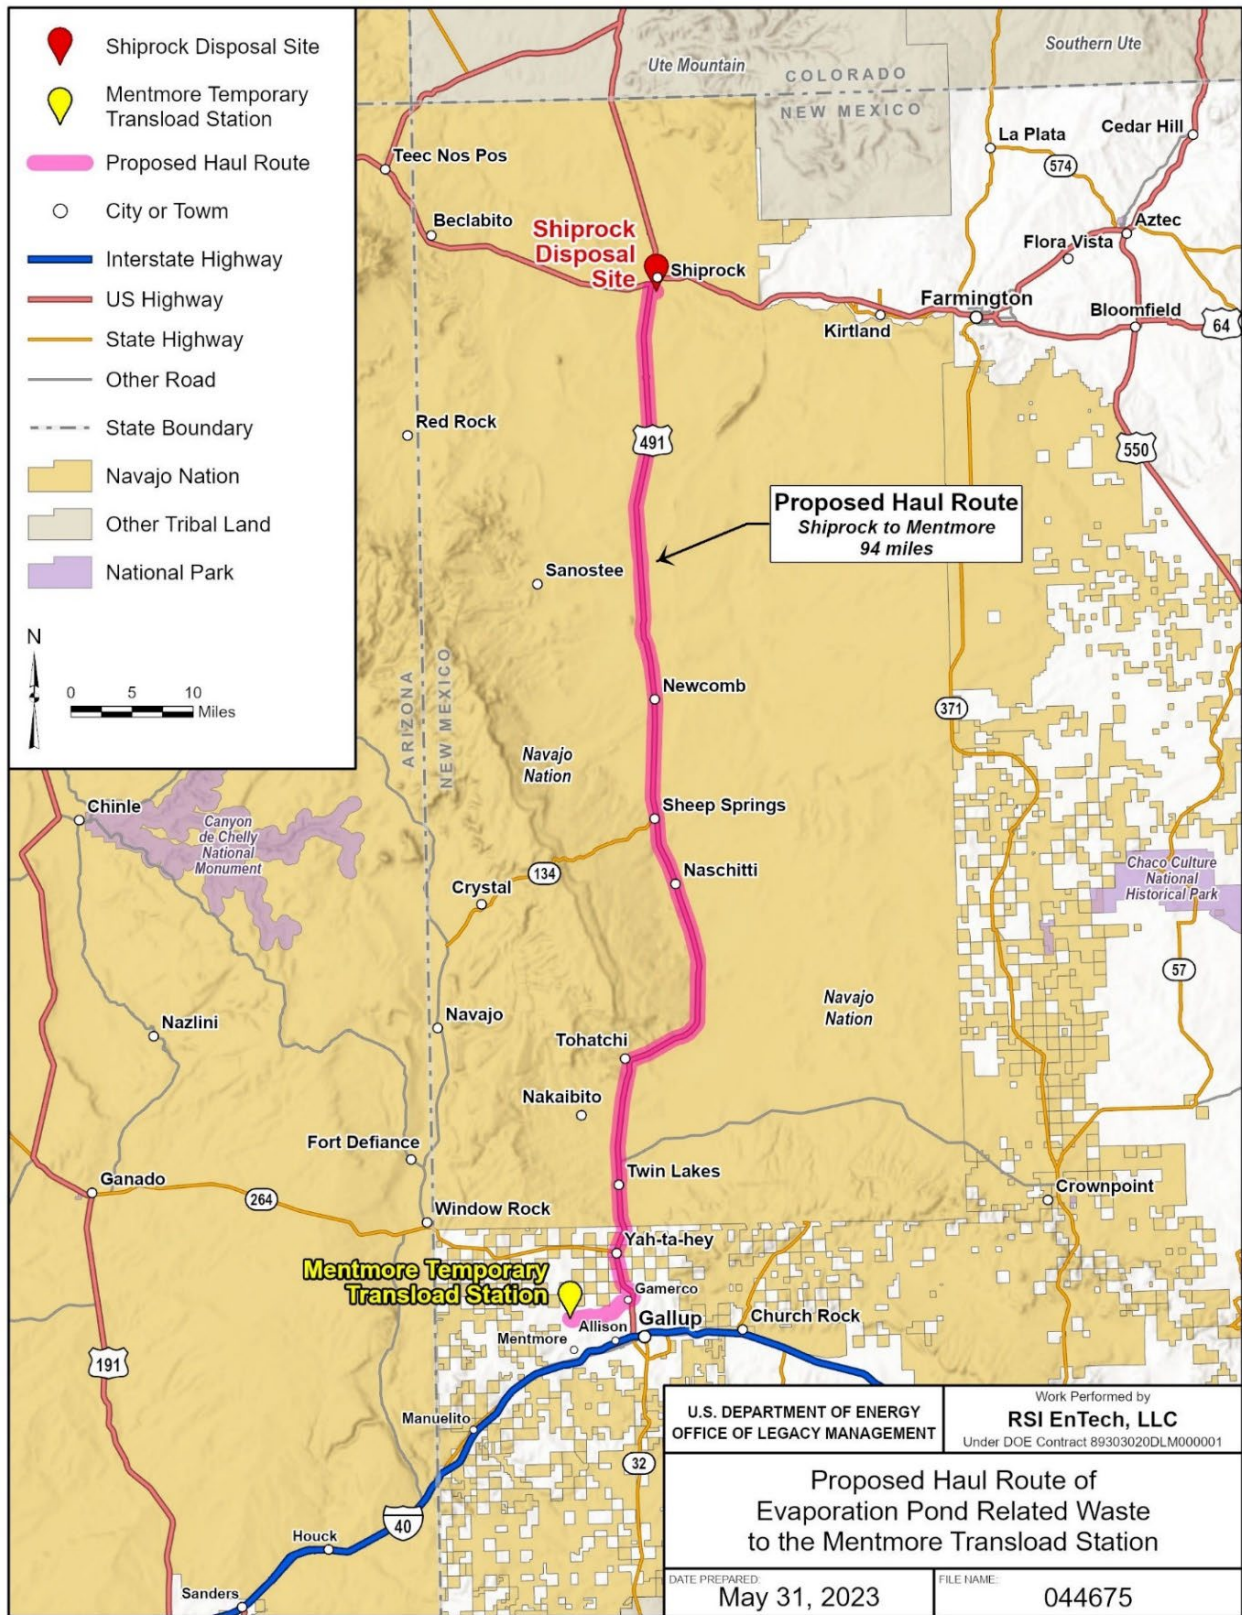 Shiprock Disposal Site
Mentmore Temporary
Transload Station
Proposed Haul Route
City or Towm
Interstate Highway
US Highway
State Highway
Other Road
State Boundary
Navajo Nation
Other Tribal Land
National Park
N
0 5 10
Miles
Ute Mountain
Southern Ute
COLORADO
NEW MEXICO
La Plata
Cedar Hill
574
Teec Nos Pos
Beclabito
Aztec
Flora Vista
Shiprock
Disposal
Site
Shiprock
Farmington
Kirtland
Bloomfield
64
Red Rock
491
550
Proposed Haul Route
Shiprock to Mentmore
94 miles
Sanostee
ARIZONA
NEW MEXICO
Newcomb
371
Navajo
Nation
Chinle
Canyon
de Chelly
National
Monument
Sheep Springs
134
Crystal
Naschitti
Chaco Culture
National
Historical Park
57
Navajo
Nation
Nazlini
Navajo
Tohatchi
Nakaibito
Fort Defiance
Twin Lakes
Ganado
264
Crownpoint
Window Rock
Yah-ta-hey
Mentmore Temporary
Transload Station
Gamerco
Allison
Gallup
Church Rock
Mentmore
191
Manuelito
32
40
Houck
Sanders
U.S. DEPARTMENT OF ENERGY
OFFICE OF LEGACY MANAGEMENT
Work Performed by
RSI EnTech, LLC
Under DOE Contract 89303020DLM000001
Proposed Haul Route of
Evaporation Pond Related Waste
to the Mentmore Transload Station
DATE PREPARED:
May 31, 2023
FILE NAME:
044675